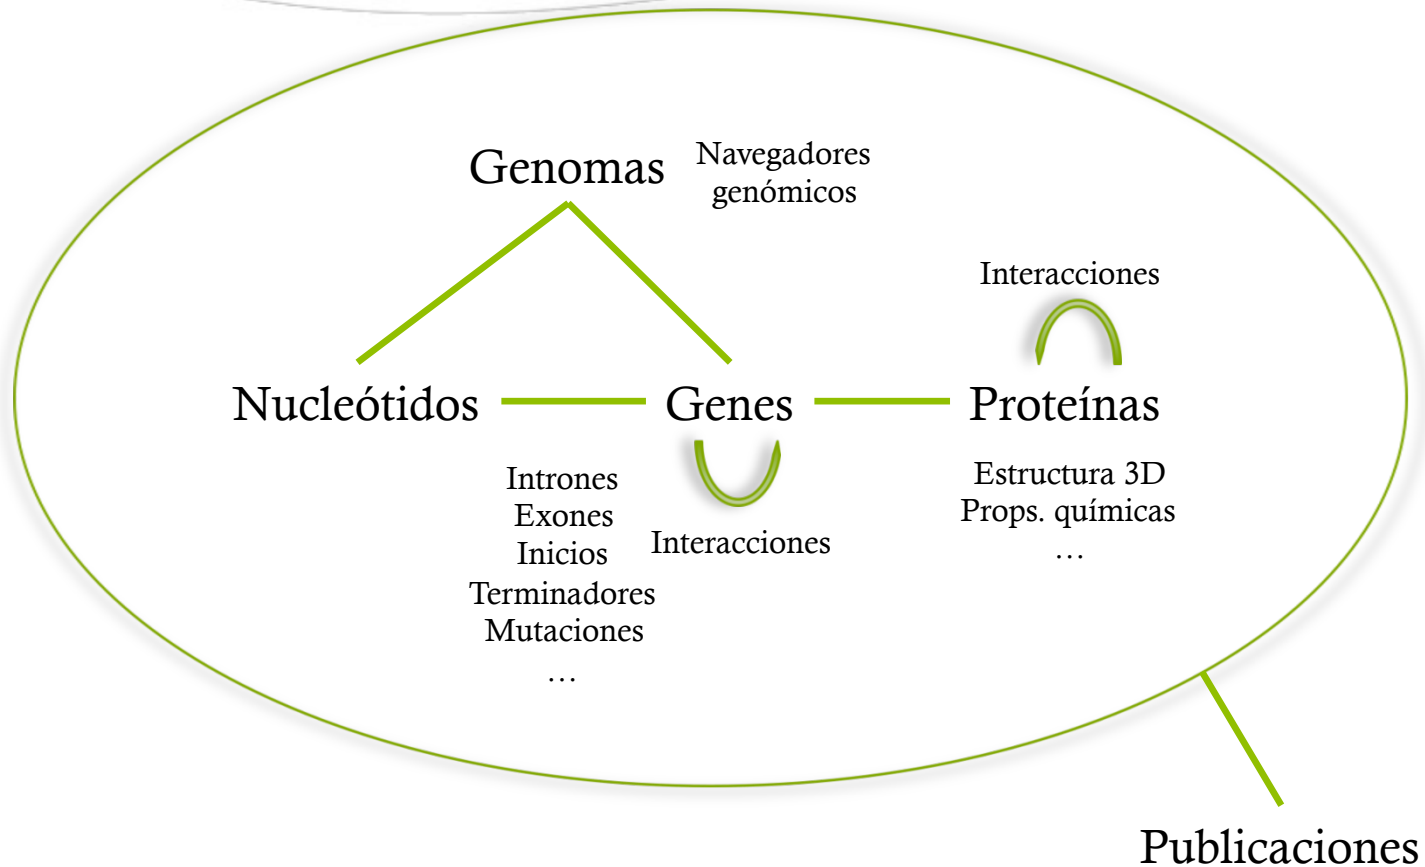 Genomas
Navegadores
genómicos
Interacciones
Nucleótidos
Genes
Proteínas
Intrones
Exones
Inicios
Terminadores
Mutaciones
…
Interacciones
Estructura 3D
Props. químicas
…
Publicaciones